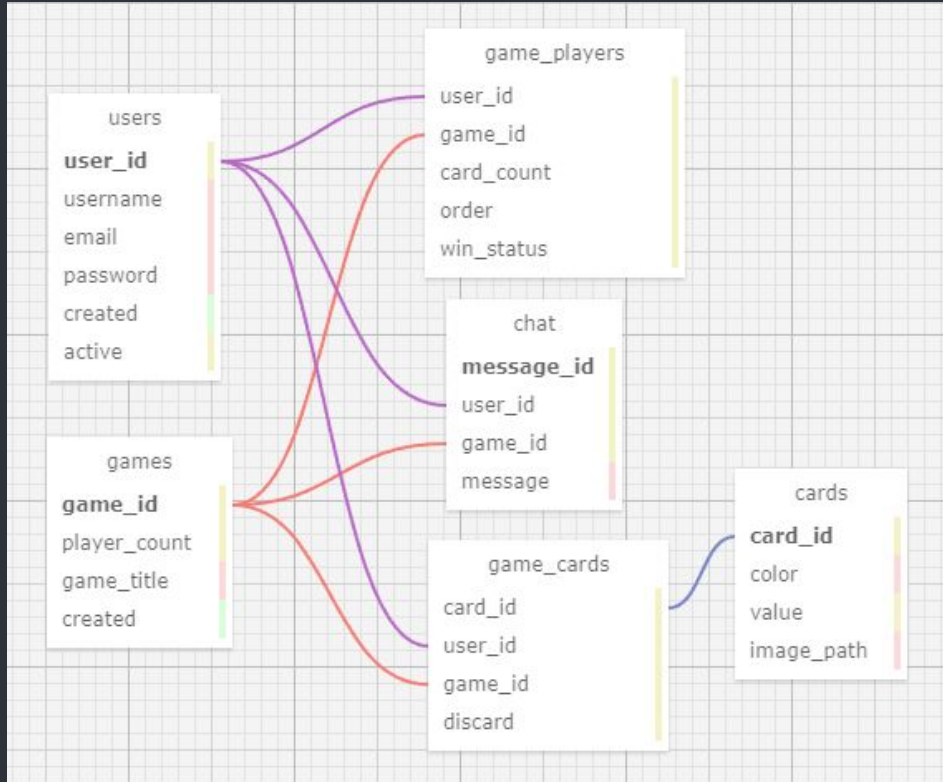 users
user_id
username
email
password
created
active
games
game_id
player_count
game_title
created
game_players
user_id
game_id
card_count
order
win_status
chat
message_id
user_id
game_id
message
game_cards
card_id
user_id
game_id
discard
cards
card_id
color
value
image_path